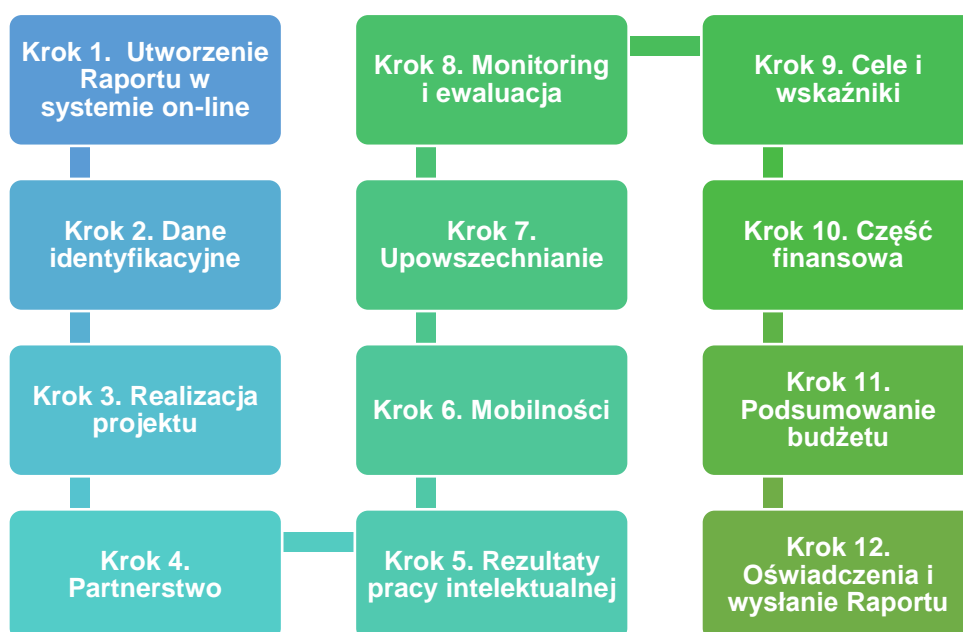 Krok 1. Utworzenie
Raportu w
systemie on-line
Krok 2. Dane
identyfikacyjne
Krok 3. Realizacja
projektu
Krok 4.
Partnerstwo
Krok 5. Rezultaty
pracy intelektualnej
Krok 6. Mobilności
Krok 7.
Upowszechnianie
Krok 8. Monitoring
i ewaluacja
Krok 9. Cele i
wskaźniki
Krok 10. Część
finansowa
Krok 11.
Podsumowanie
budżetu
Krok 12.
Oświadczenia i
wysłanie Raportu